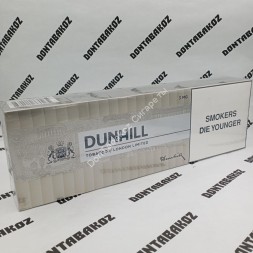 DONTABAKOZ
DONTABAKOZ
DONTABAKOZ
DONTABAKOZ
DUNHILL
TOBACCO OF LONDON LIMITED
SMOKERS
DIE YOUNGER